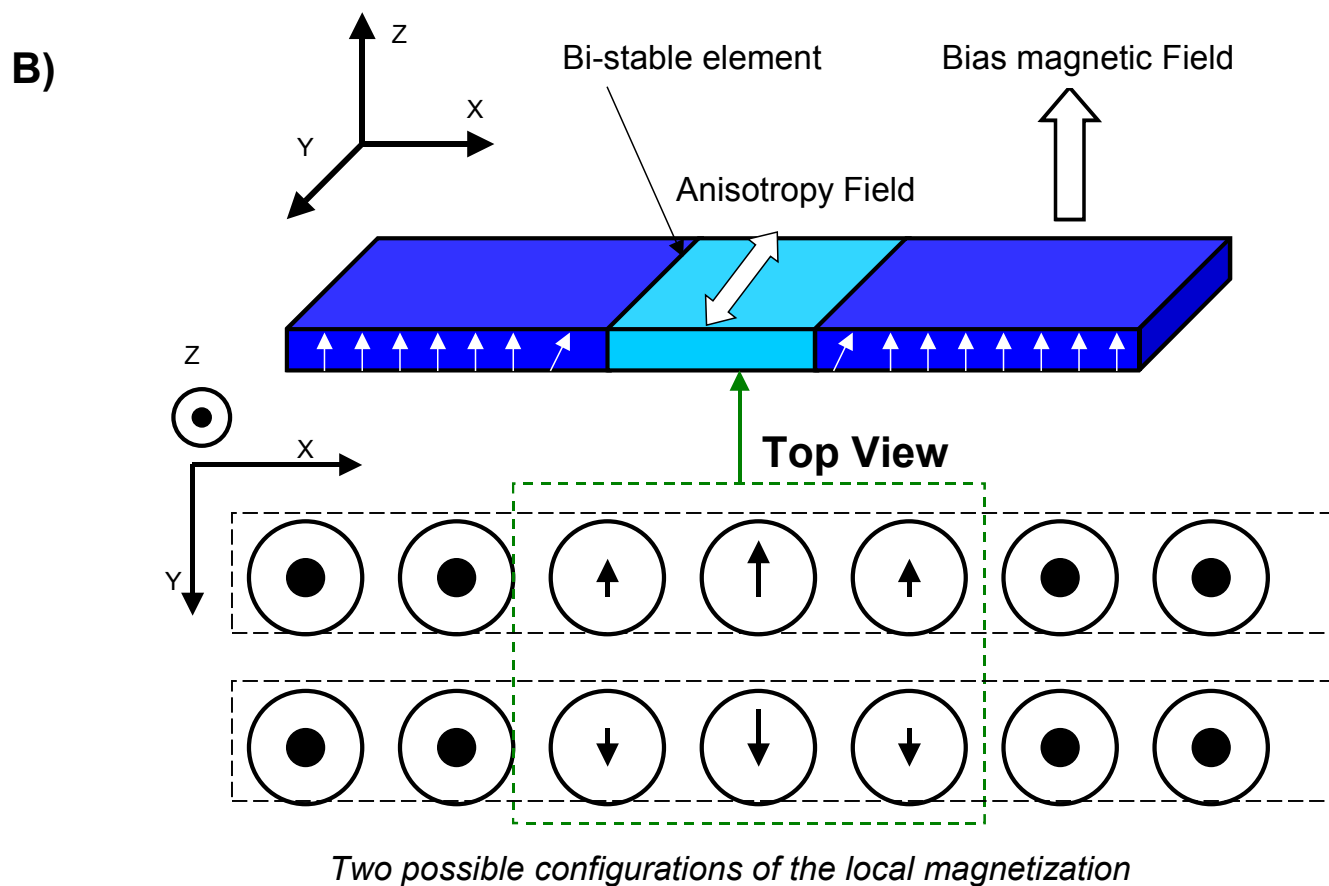 B)
Z
X
Y
Bi-stable element
Bias magnetic Field
Anisotropy Field
Z
X
Y
Top View
Two possible configurations of the local magnetization